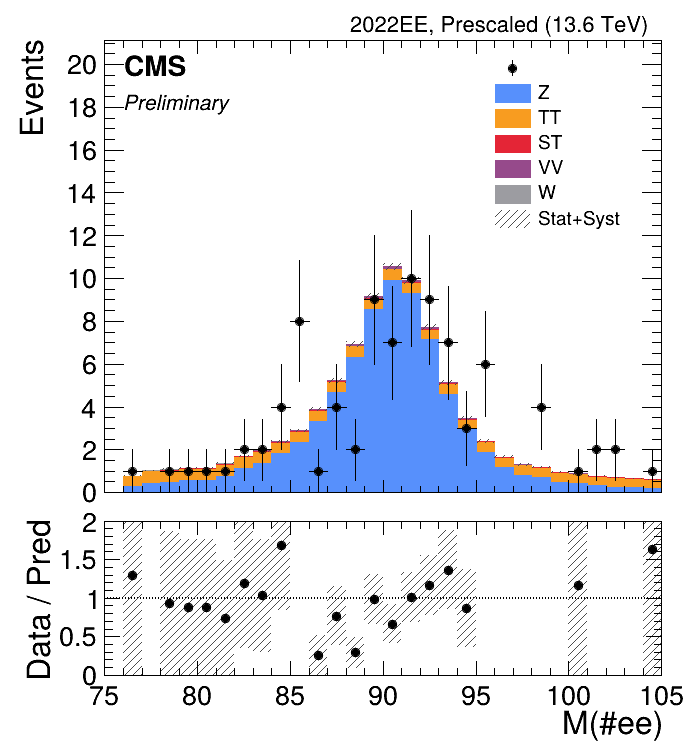 2022EE, Prescaled (13.6 TeV)
Events
CMS
Preliminary
Z
TT
ST
VV
W
Stat+Syst
20
18
16
14
12
10
8
6
4
2
0
Data / Pred
2
1.5
1
0.5
0
75 80 85 90 95 100 105
M(#ee)